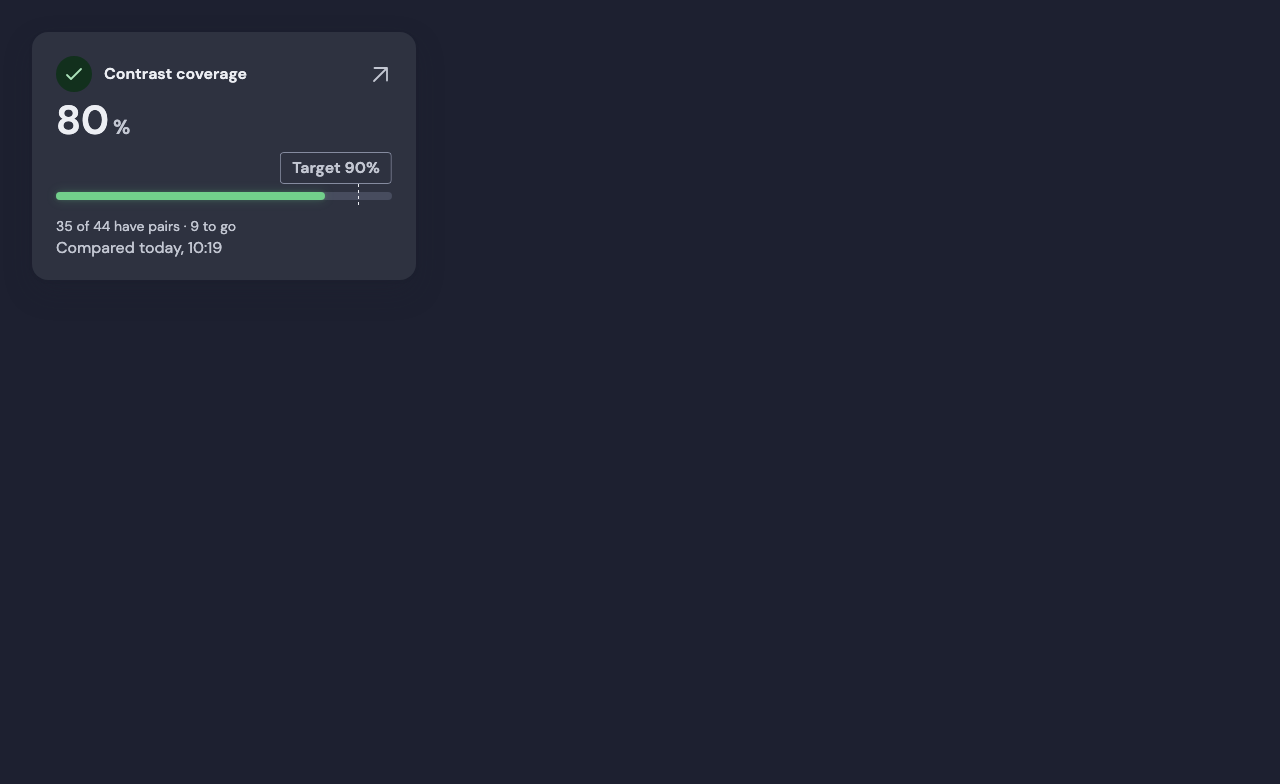 Contrast coverage
80 %
Target 90%
35 of 44 have pairs · 9 to go
Compared today, 10:19